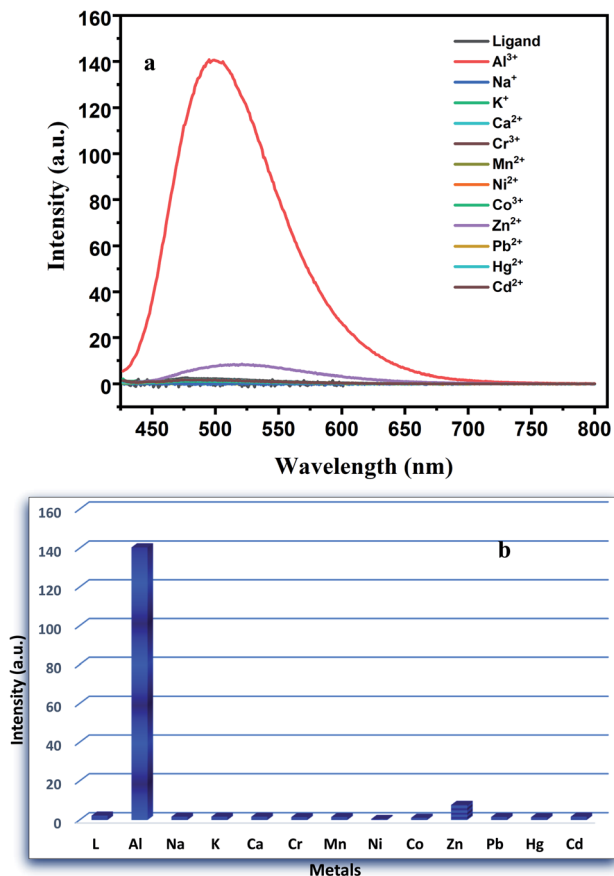 160
140
120
100
80
60
40
20
0
Intensity (a.u.)
a
Ligand
Al³⁺
Na⁺
K⁺
Ca²⁺
Cr³⁺
Mn²⁺
Ni²⁺
Co³⁺
Zn²⁺
Pb²⁺
Hg²⁺
Cd²⁺
450 500 550 600 650 700 750 800
Wavelength (nm)
b
160
140
120
100
80
60
40
20
0
Intensity (a.u.)
L Al Na K Ca Cr Mn Ni Co Zn Pb Hg Cd
Metals